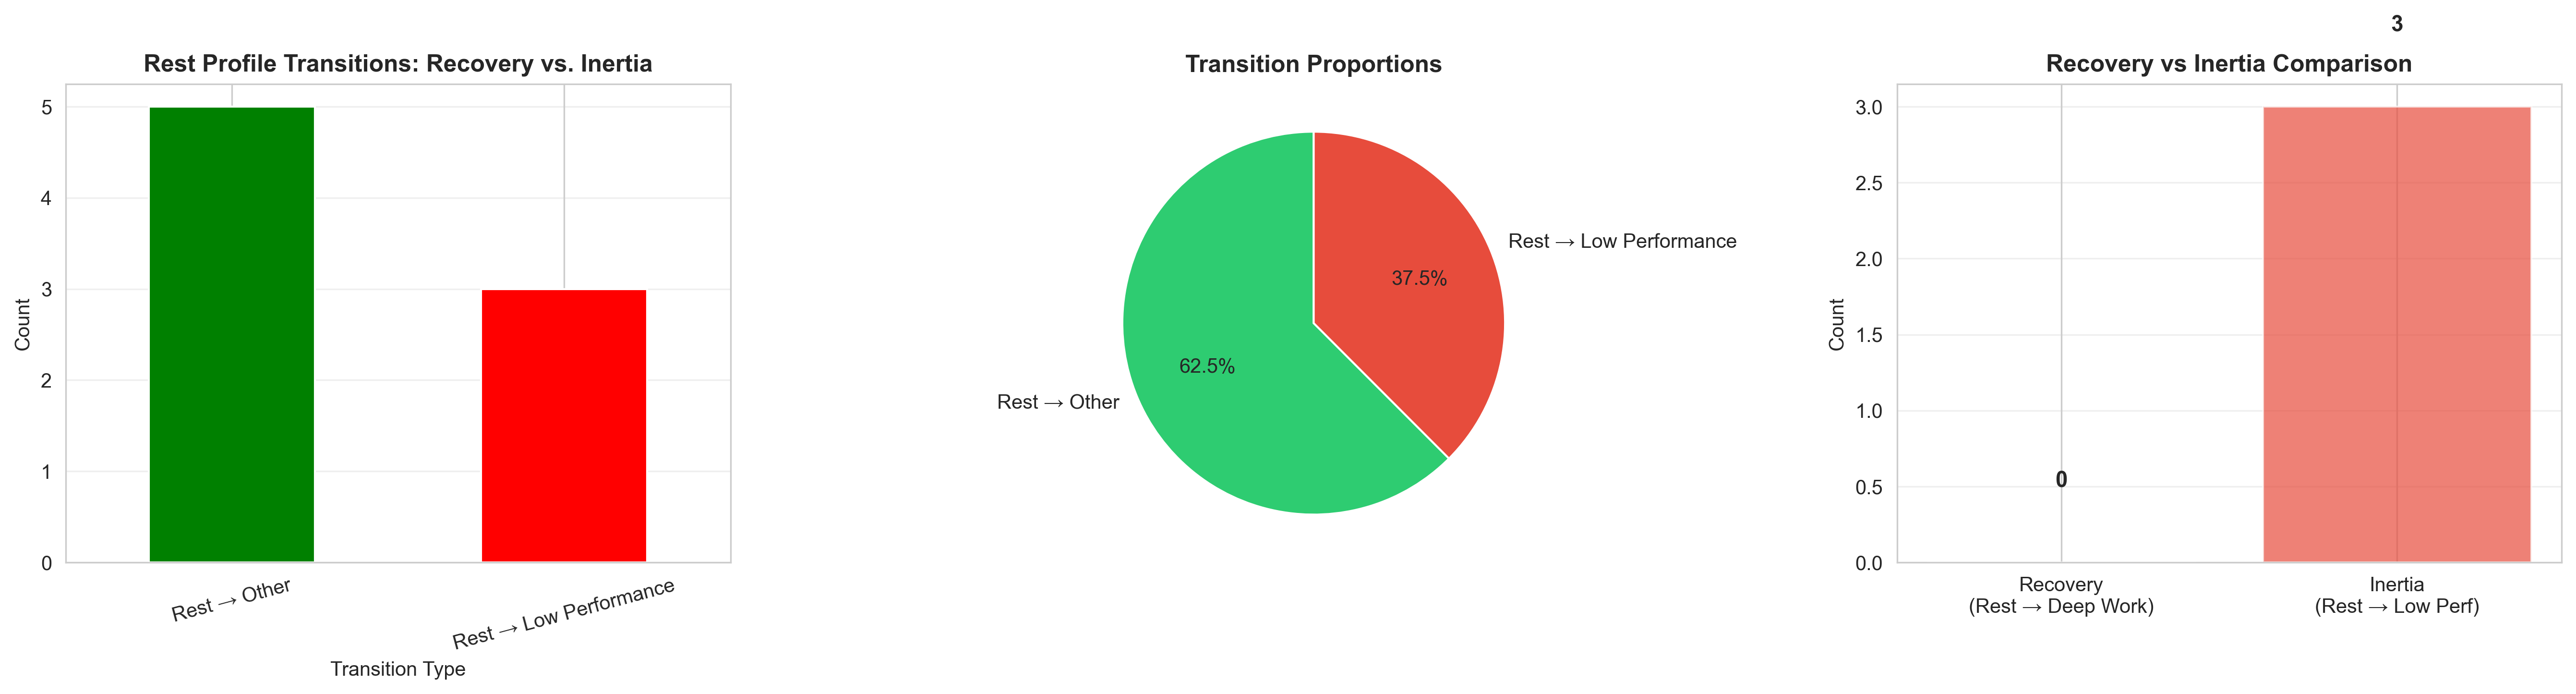 Rest Profile Transitions: Recovery vs. Inertia
Count
5
4
3
2
1
0
Rest → Other
Rest → Low Performance
Transition Type
Transition Proportions
Rest → Low Performance
37.5%
62.5%
Rest → Other
3
Recovery vs Inertia Comparison
Count
3.0
2.5
2.0
1.5
1.0
0.5
0.0
0
Recovery
(Rest → Deep Work)
Inertia
(Rest → Low Perf)